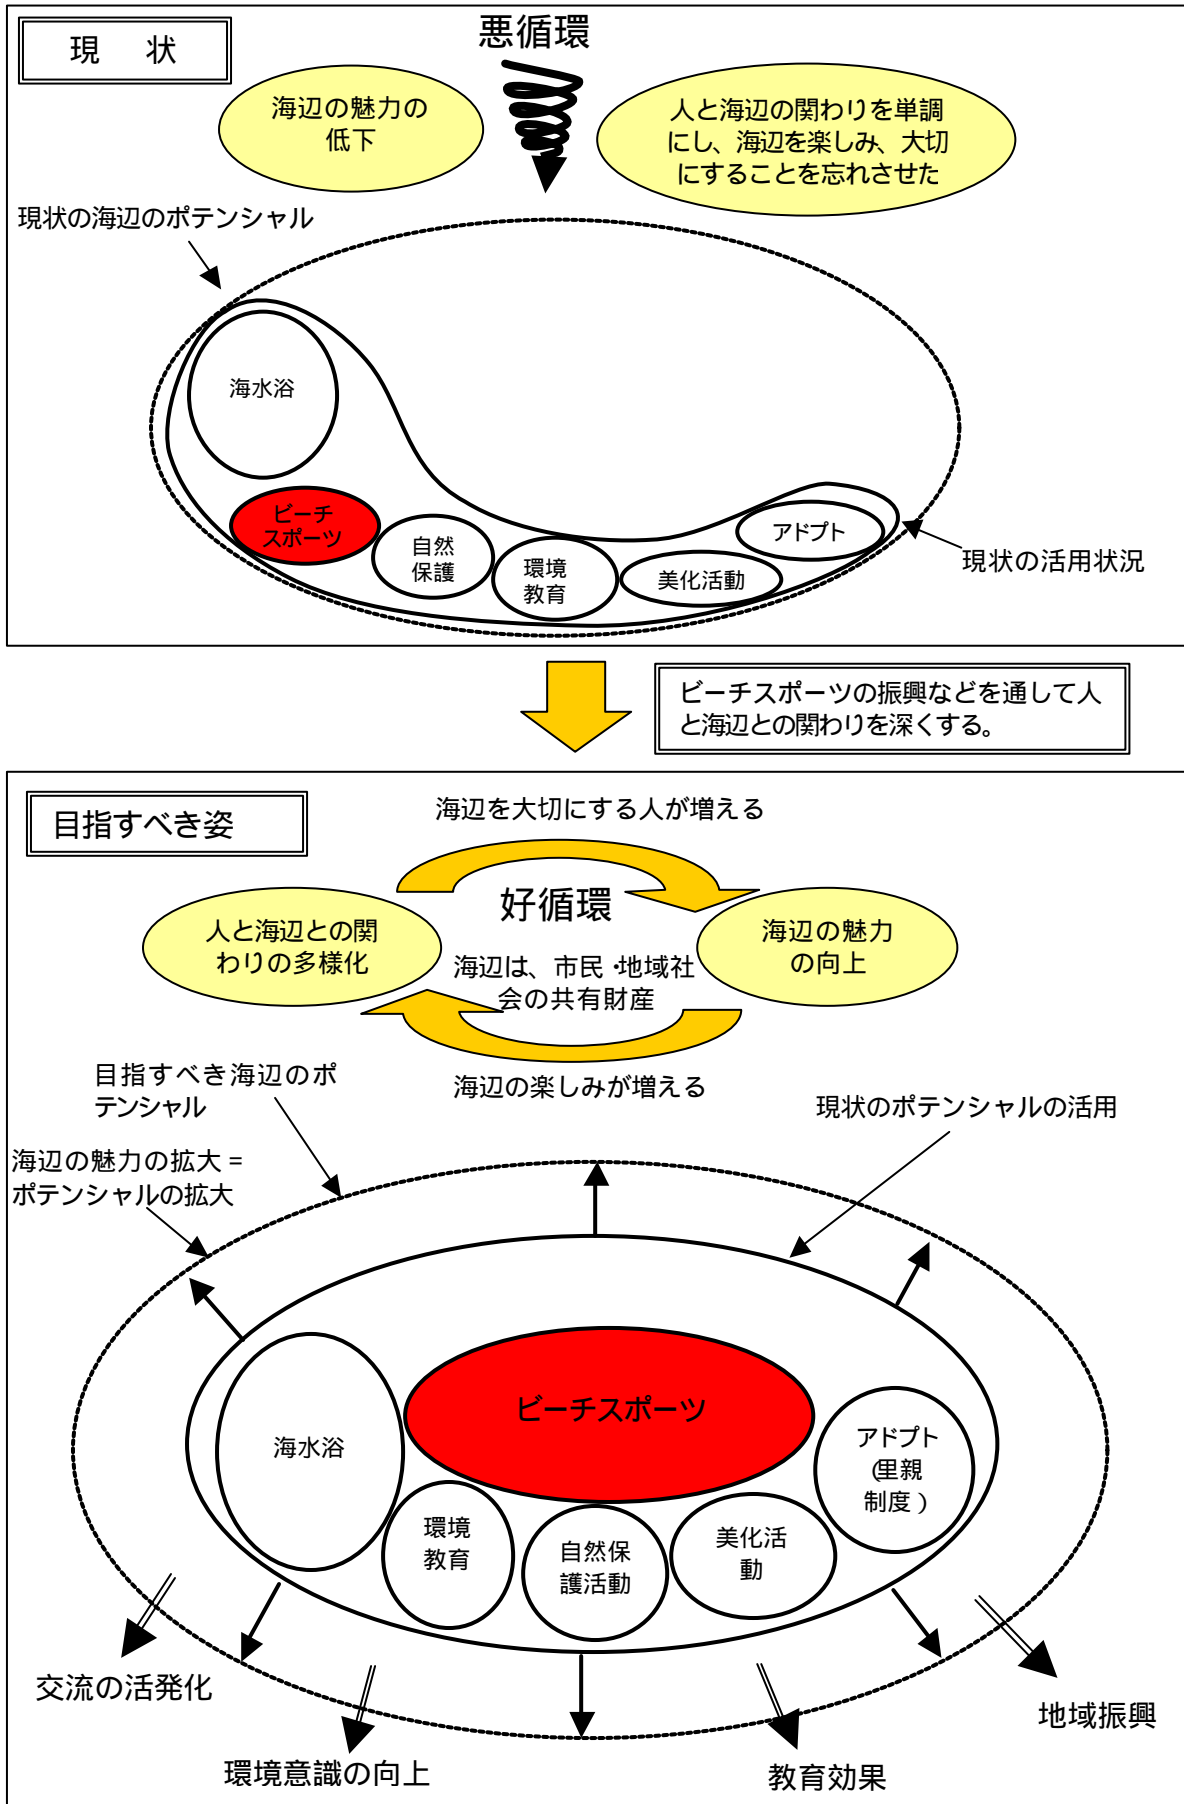 現 状
悪循環
海辺の魅力の
低下
人と海辺の関わりを単調
にし、海辺を楽しみ、大切
にすることを忘れさせた
現状の海辺のポテンシャル
海水浴
ビーチ
スポーツ
自然
保護
環境
教育
美化活動
アドプト
現状の活用状況
ビーチスポーツの振興などを通して人
と海辺との関わりを深くする。
目指すべき姿
海辺を大切にする人が増える
好循環
人と海辺との関
わりの多様化
海辺は、市民・地域社
会の共有財産
海辺の魅力
の向上
海辺の楽しみが増える
目指すべき海辺のポ
テンシャル
現状のポテンシャルの活用
海辺の魅力の拡大=
ポテンシャルの拡大
ビーチスポーツ
海水浴
アドプト
(里親
制度)
環境
教育
自然保
護活動
美化活
動
交流の活発化
環境意識の向上
教育効果
地域振興